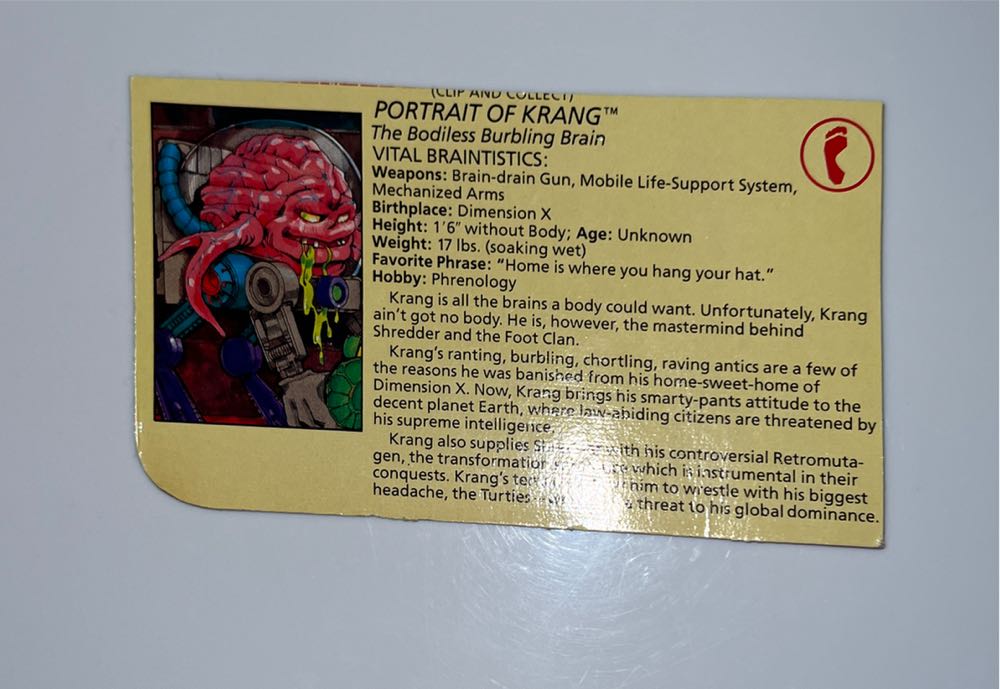 (CLIP AND COLLECT)
PORTRAIT OF KRANG™
The Bodiless Burbling Brain
VITAL BRAINTISTICS:
Weapons: Brain-drain Gun, Mobile Life-Support System,
Mechanized Arms
Birthplace: Dimension X
Height: 1'6" without Body; Age: Unknown
Weight: 17 lbs. (soaking wet)
Favorite Phrase: "Home is where you hang your hat."
Hobby: Phrenology
Krang is all the brains a body could want. Unfortunately, Krang
ain't got no body. He is, however, the mastermind behind
Shredder and the Foot Clan.
Krang's ranting, burbling, chortling, raving antics are a few of
the reasons he was banished from his home-sweet-home of
Dimension X. Now, Krang brings his smarty-pants attitude to the
decent planet Earth, where law-abiding citizens are threatened by
his supreme intelligence.
Krang also supplies with his controversial Retromuta-
gen, the transformation which is instrumental in their
conquests. Krang's him to wrestle with his biggest
headache, the Turtles threat to his global dominance.